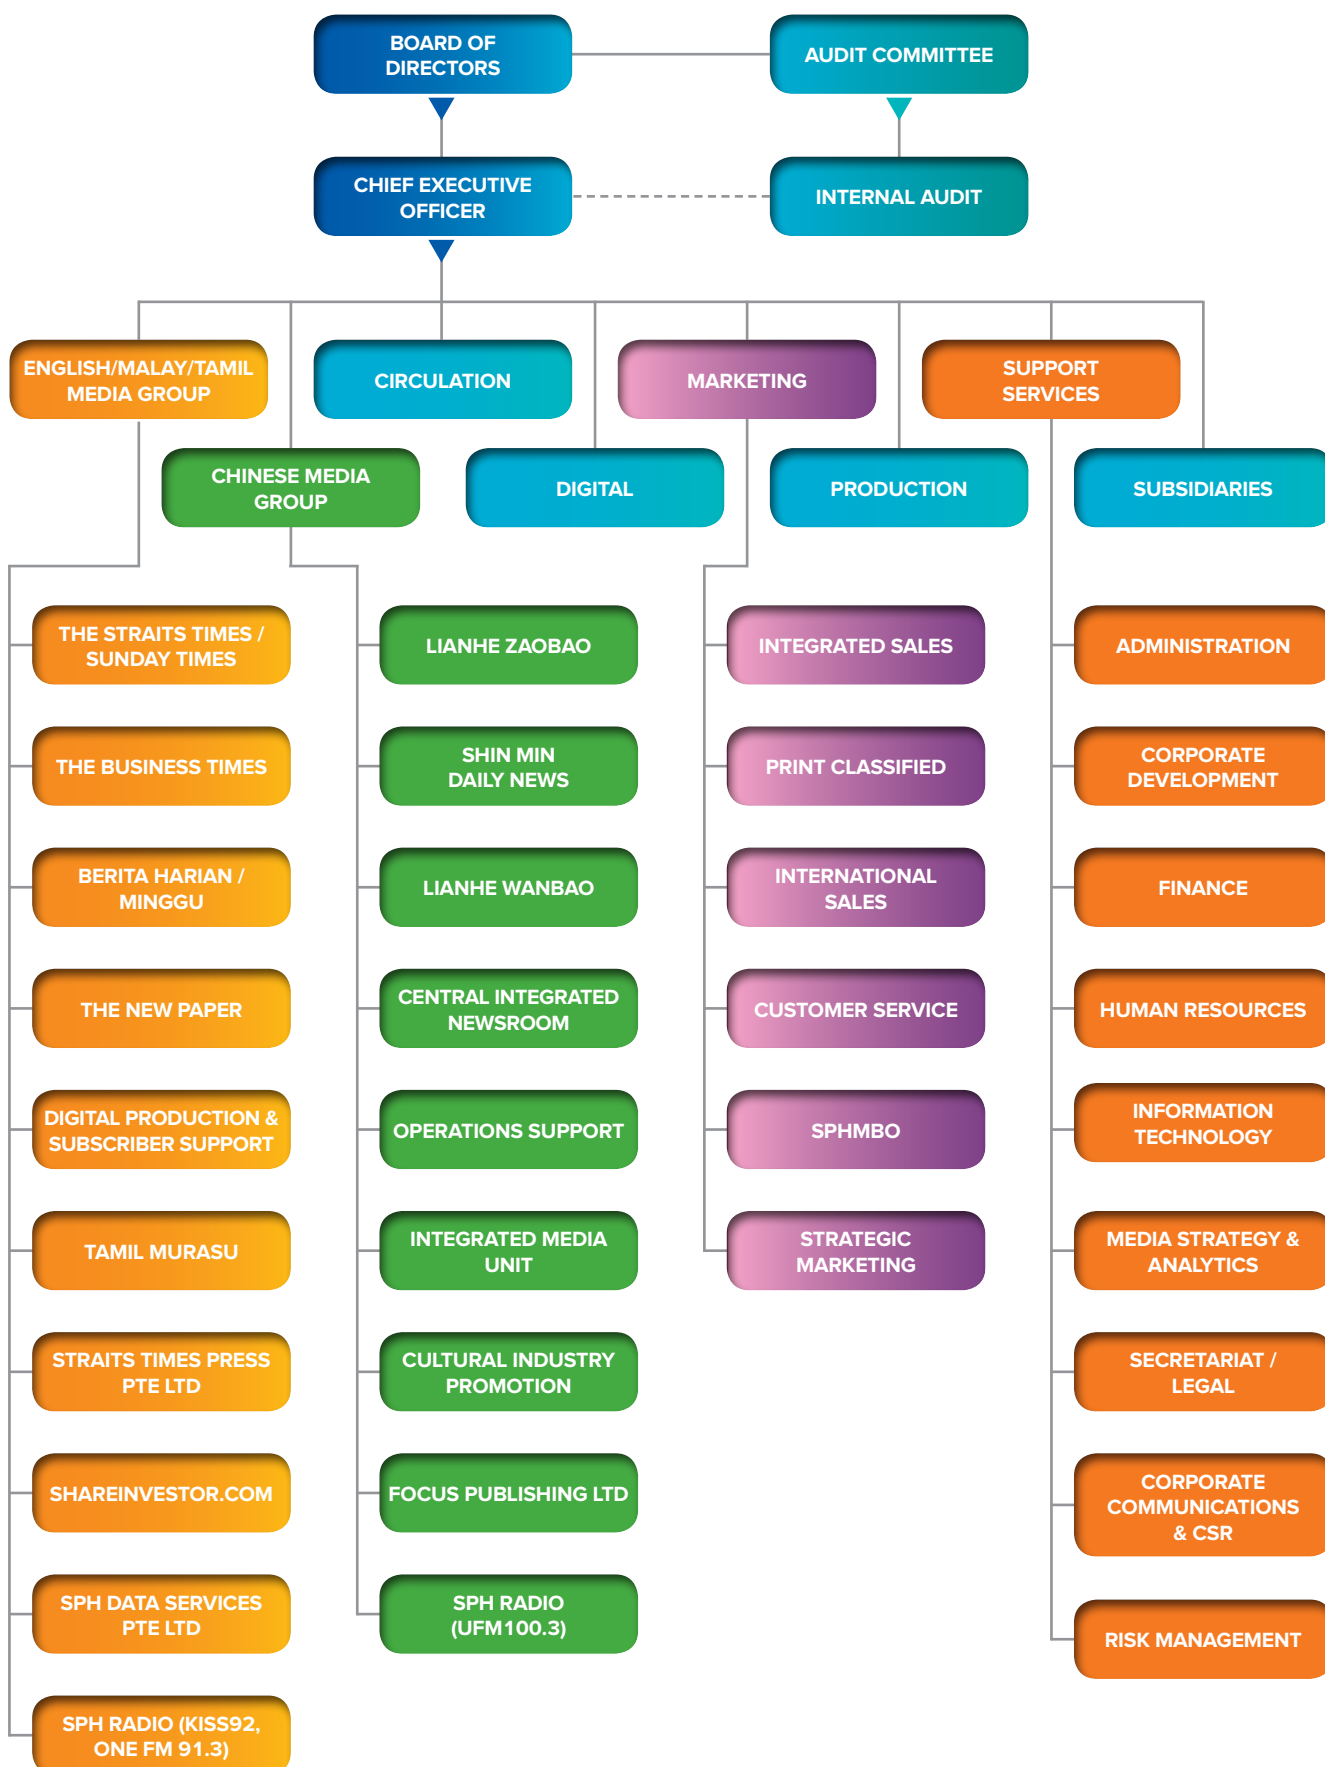 BOARD OF
DIRECTORS
AUDIT COMMITTEE
CHIEF EXECUTIVE
OFFICER
INTERNAL AUDIT
ENGLISH/MALAY/TAMIL
MEDIA GROUP
CIRCULATION
MARKETING
SUPPORT
SERVICES
CHINESE MEDIA
GROUP
DIGITAL
PRODUCTION
SUBSIDIARIES
THE STRAITS TIMES /
SUNDAY TIMES
THE BUSINESS TIMES
BERITA HARIAN /
MINGGU
THE NEW PAPER
DIGITAL PRODUCTION &
SUBSCRIBER SUPPORT
TAMIL MURASU
STRAITS TIMES PRESS
PTE LTD
SHAREINVESTOR.COM
SPH DATA SERVICES
PTE LTD
SPH RADIO (KISS92,
ONE FM 91.3)
LIANHE ZAOBAO
SHIN MIN
DAILY NEWS
LIANHE WANBAO
CENTRAL INTEGRATED
NEWSROOM
OPERATIONS SUPPORT
INTEGRATED MEDIA
UNIT
CULTURAL INDUSTRY
PROMOTION
FOCUS PUBLISHING LTD
SPH RADIO
(UFM100.3)
INTEGRATED SALES
PRINT CLASSIFIED
INTERNATIONAL
SALES
CUSTOMER SERVICE
SPHMBO
STRATEGIC
MARKETING
ADMINISTRATION
CORPORATE
DEVELOPMENT
FINANCE
HUMAN RESOURCES
INFORMATION
TECHNOLOGY
MEDIA STRATEGY &
ANALYTICS
SECRETARIAT /
LEGAL
CORPORATE
COMMUNICATIONS
& CSR
RISK MANAGEMENT